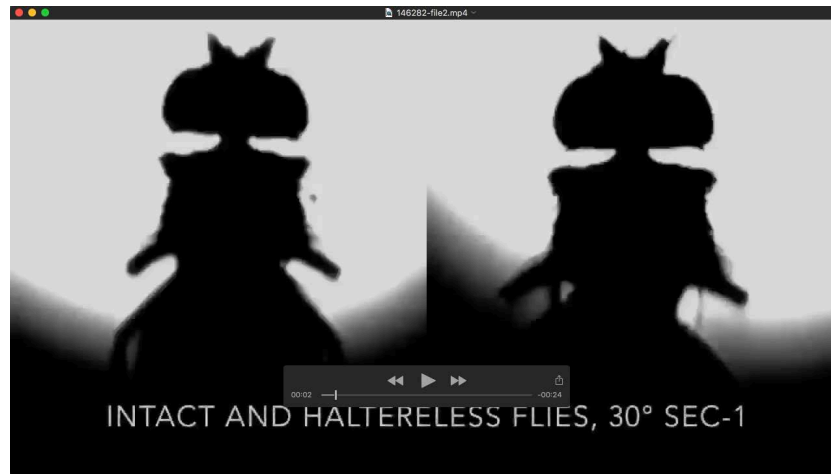 146282-file2.mp4
00:02
-00:24
INTACT AND HALTERELESS FLIES, 30° SEC-1